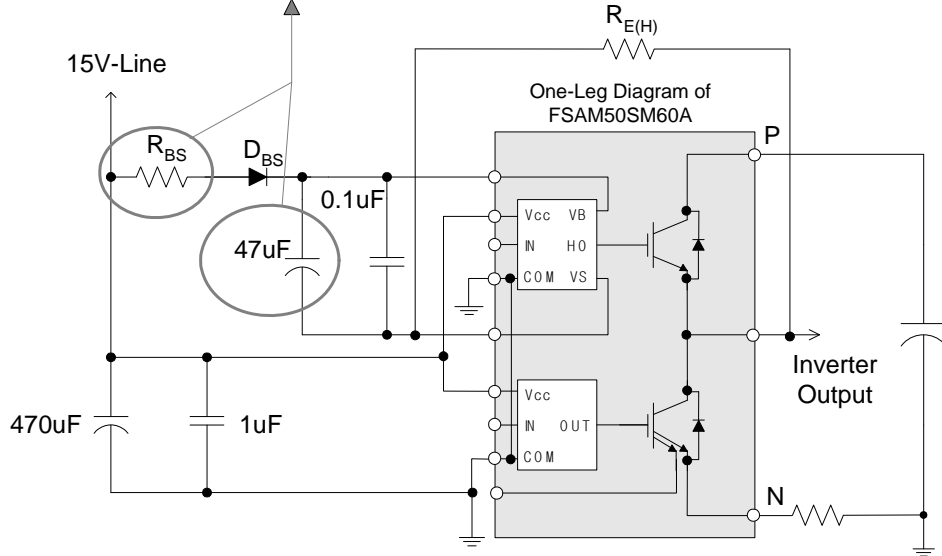 R_E(H)
15V-Line
One-Leg Diagram of
FSAM50SM60A
P
R_BS
D_BS
0.1uF
Vcc VB
47uF
IN HO
COM VS
Inverter
Output
Vcc
470uF
1uF
IN OUT
COM
N